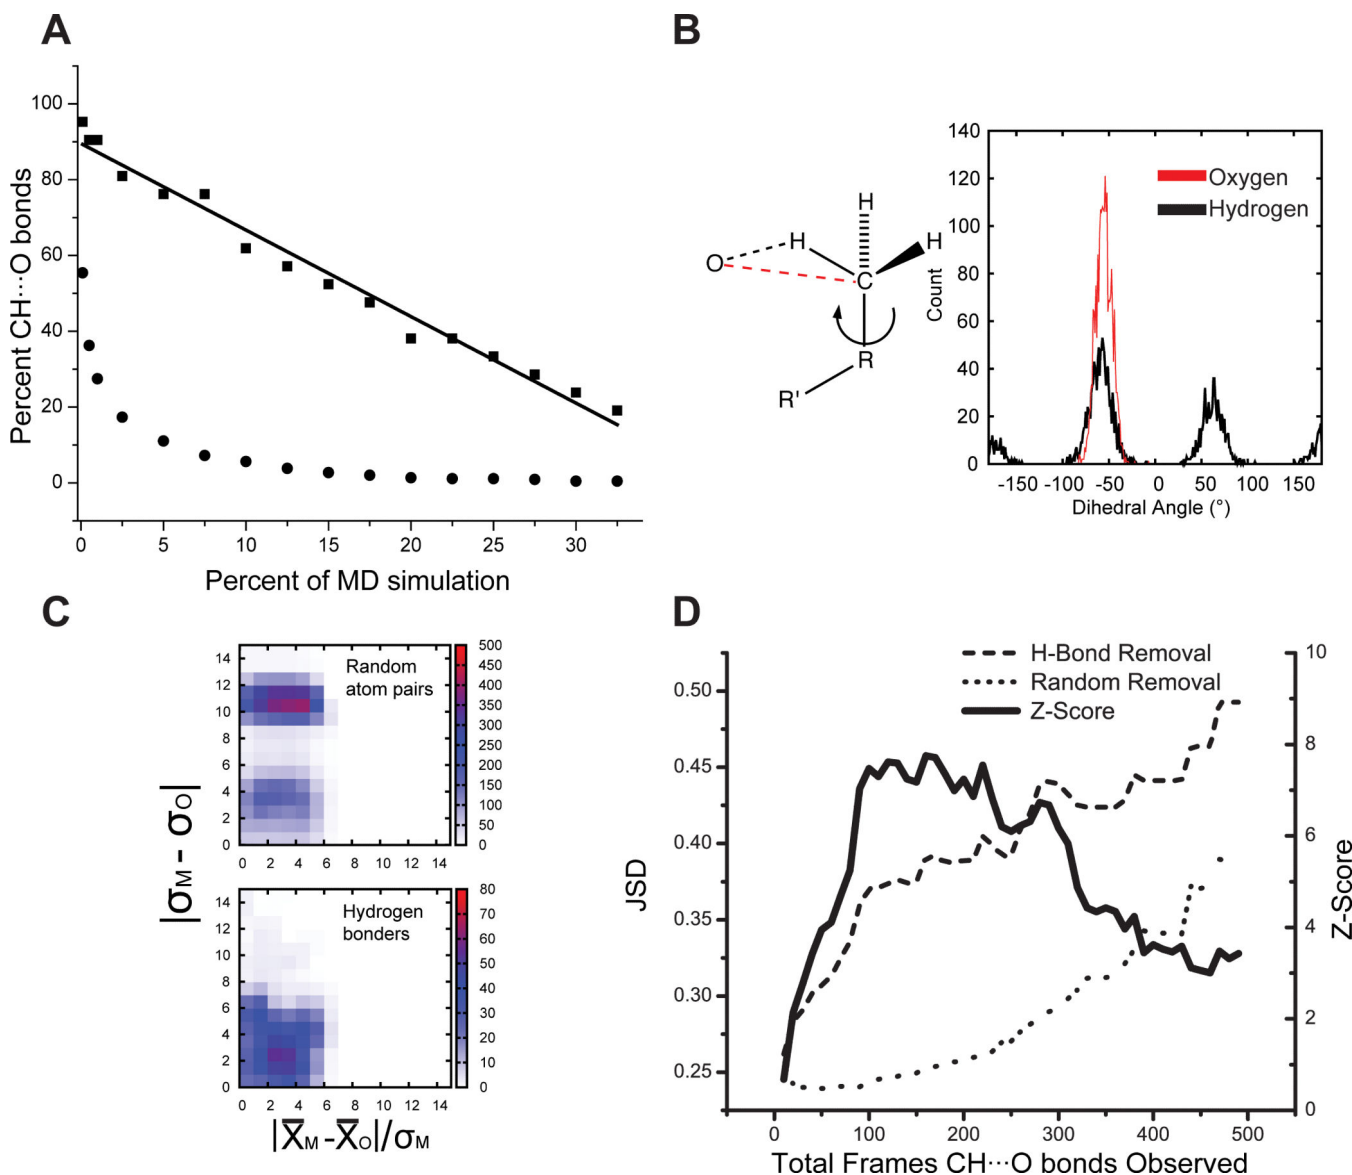 A
Percent CH···O bonds
100
80
60
40
20
0
0 5 10 15 20 25 30
Percent of MD simulation
B
H
H
H
O
C
R
R'
Count
140
120
100
80
60
40
20
0
Oxygen
Hydrogen
-150 -100 -50 0 50 100 150
Dihedral Angle (°)
C
|σM - σO|
14
12
10
8
6
4
2
0
Random
atom pairs
500
450
400
350
300
250
200
150
100
50
0
0 2 4 6 8 10 12 14
14
12
10
8
6
4
2
0
Hydrogen
bonders
80
70
60
50
40
30
20
10
0
0 2 4 6 8 10 12 14
|X̅M-X̅O|/σM
D
JSD
0.50
0.45
0.40
0.35
0.30
0.25
H-Bond Removal
Random Removal
Z-Score
10
8
6
4
2
0
Z-Score
0 100 200 300 400 500
Total Frames CH···O bonds Observed